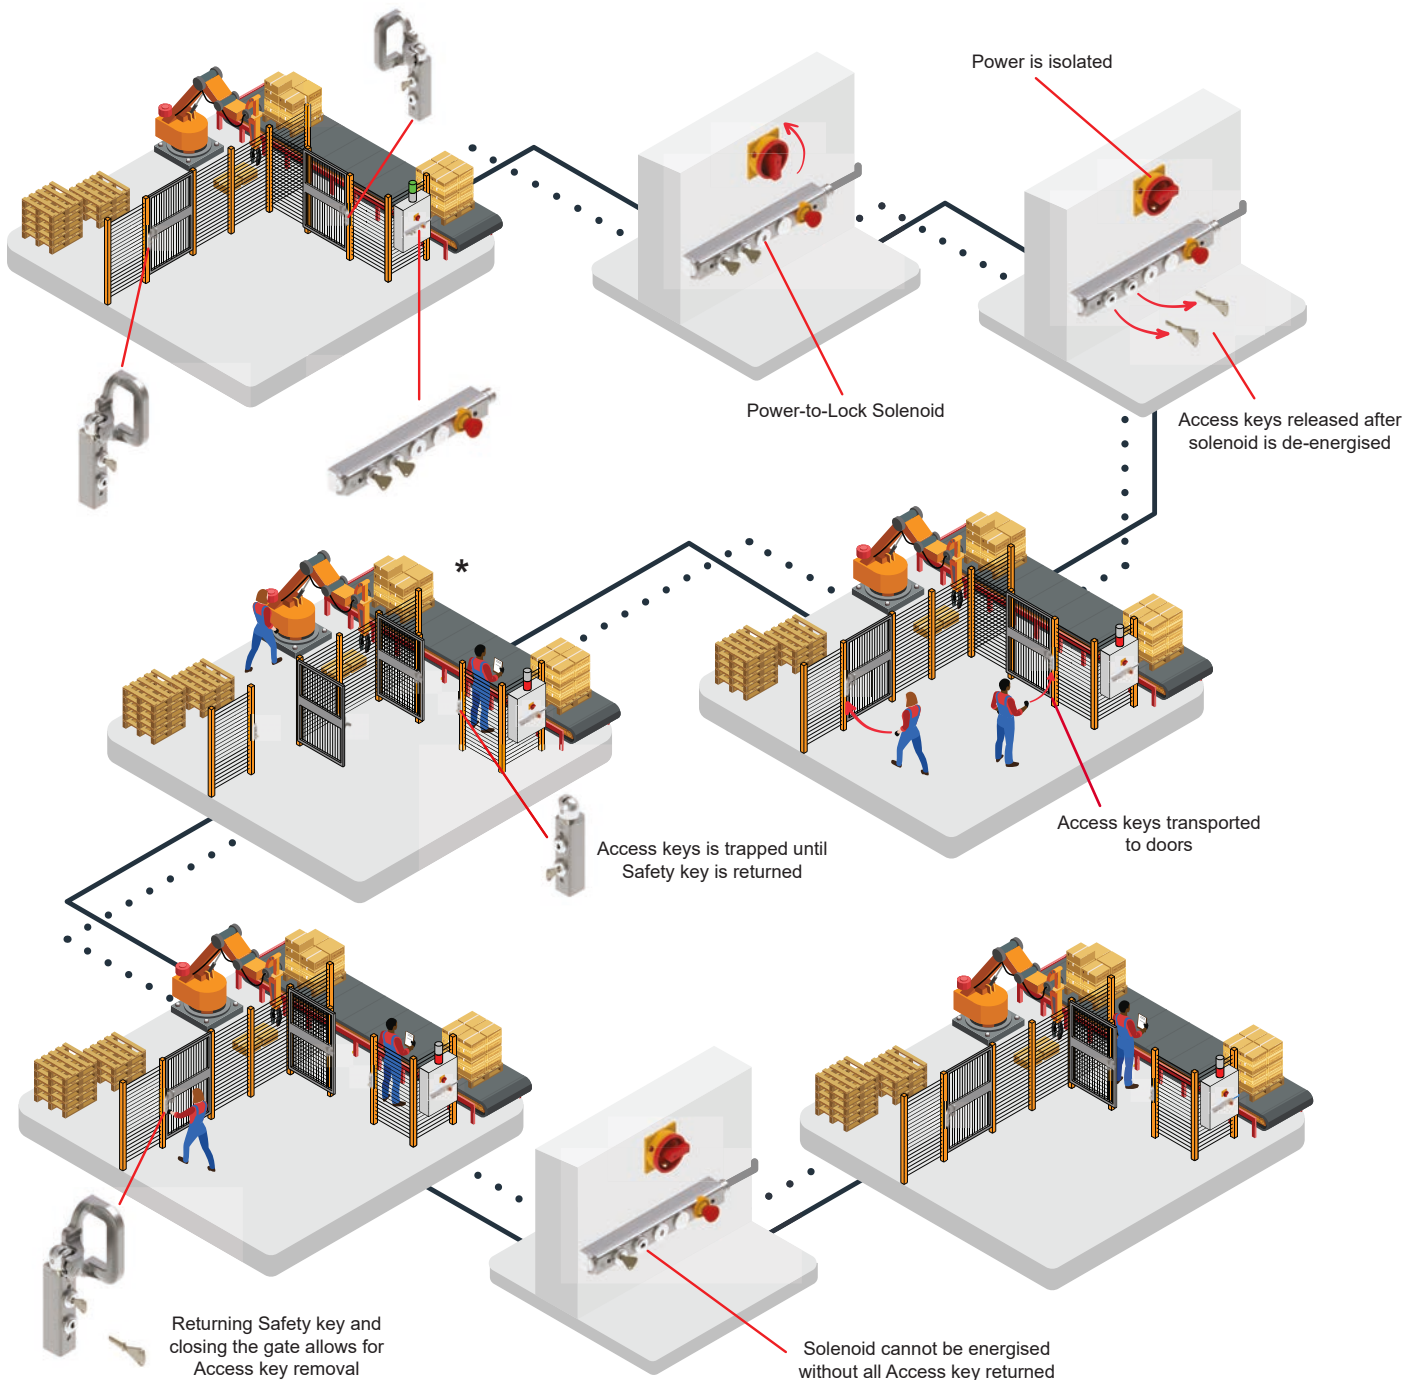 Power is isolated
Power-to-Lock Solenoid
Access keys released after
solenoid is de-energised
*
Access keys transported
to doors
Access keys is trapped until
Safety key is returned
Returning Safety key and
closing the gate allows for
Access key removal
Solenoid cannot be energised
without all Access key returned